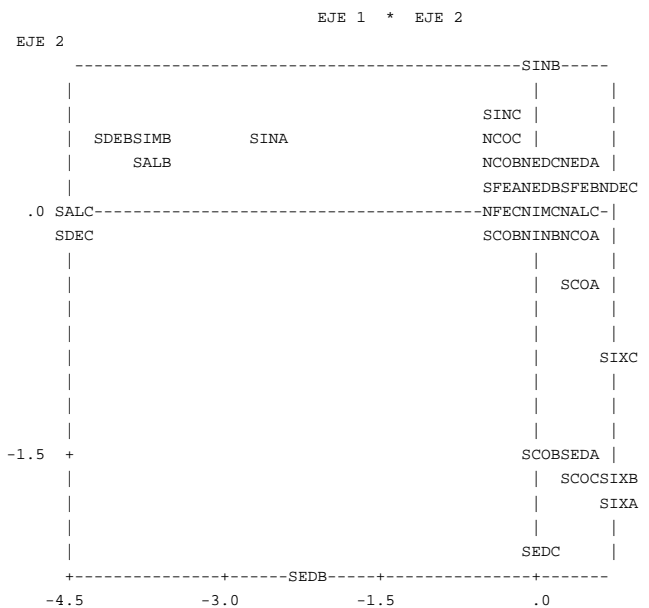 EJE 1 * EJE 2
EJE 2
---------------------------------------------SINB-----
| | |
| SINC | |
| SDEBSIMB SINA NCOC | |
| SALB NCOBNEDCNEDA |
| SFEANEDBSFEBNDEC
.0 SALC----------------------------------------NFECNIMCNALC-|
SDEC SCOBNINBNCOA |
| | |
| SCOA |
| | |
| | |
| SIXC
| | |
| | |
| | |
-1.5 + SCOBSEDA |
| | SCOCSIXB
| | SIXA
| | |
| SEDC |
+--------------+------SEDB-----+--------------+-------
-4.5 -3.0 -1.5 .0